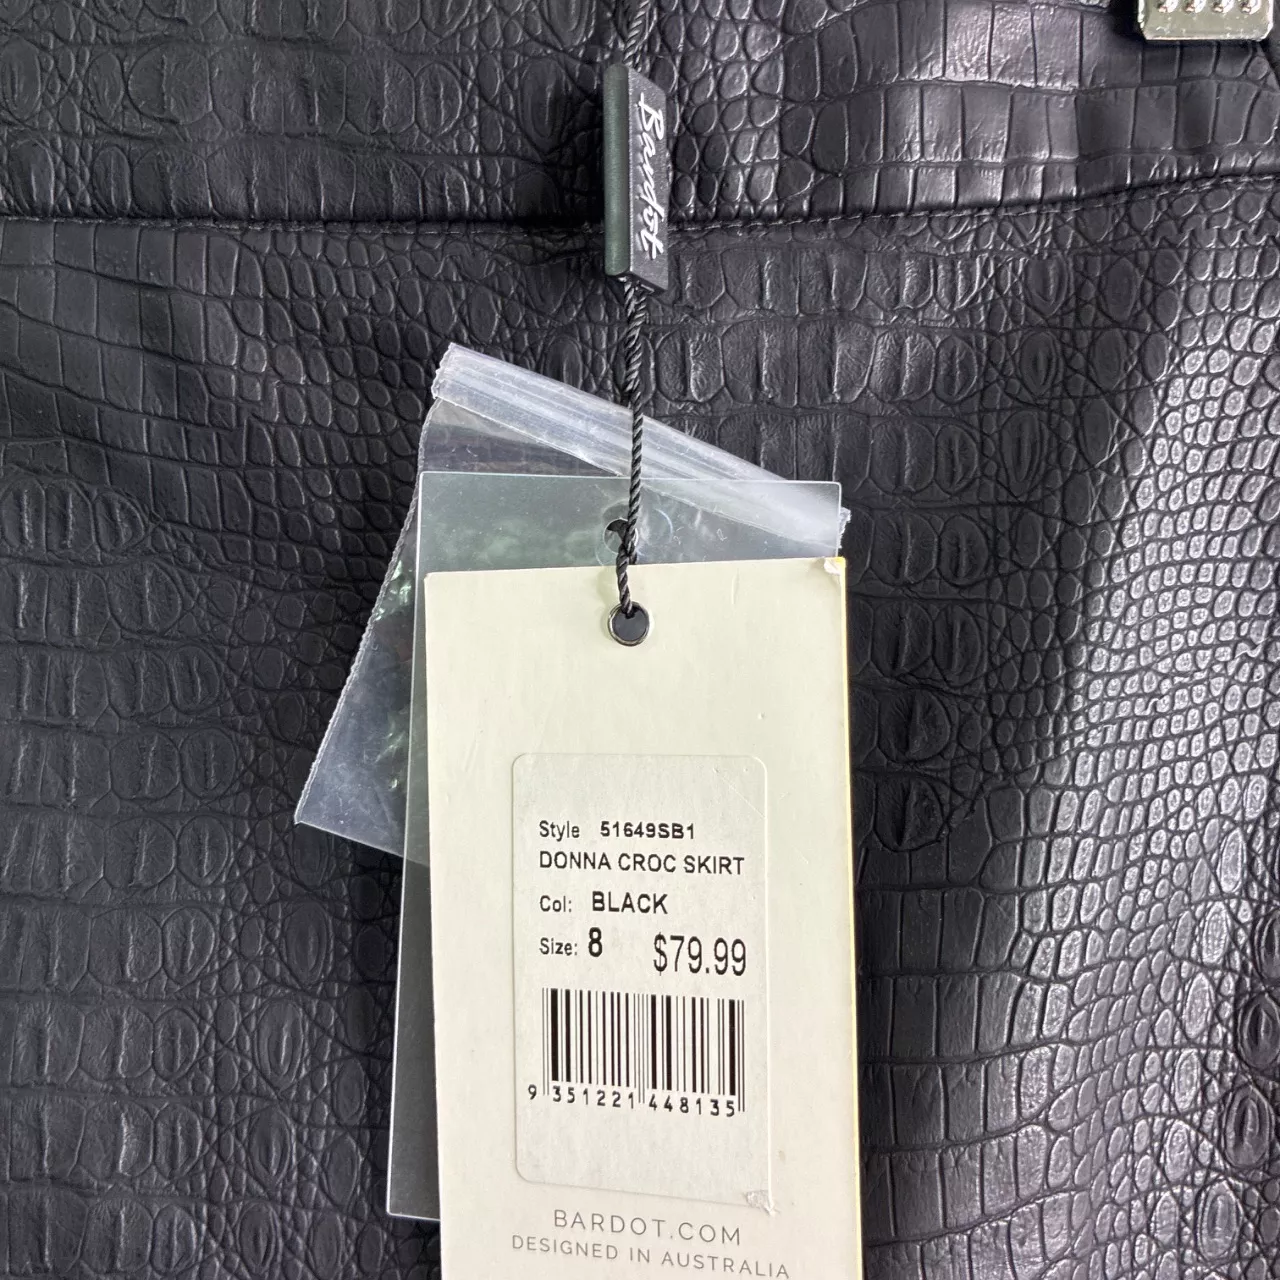 Bardot
Style 51649SB1
DONNA CROC SKIRT
Col: BLACK
Size: 8 $79.99
9 351221 448135
BARDOT.COM
DESIGNED IN AUSTRALIA